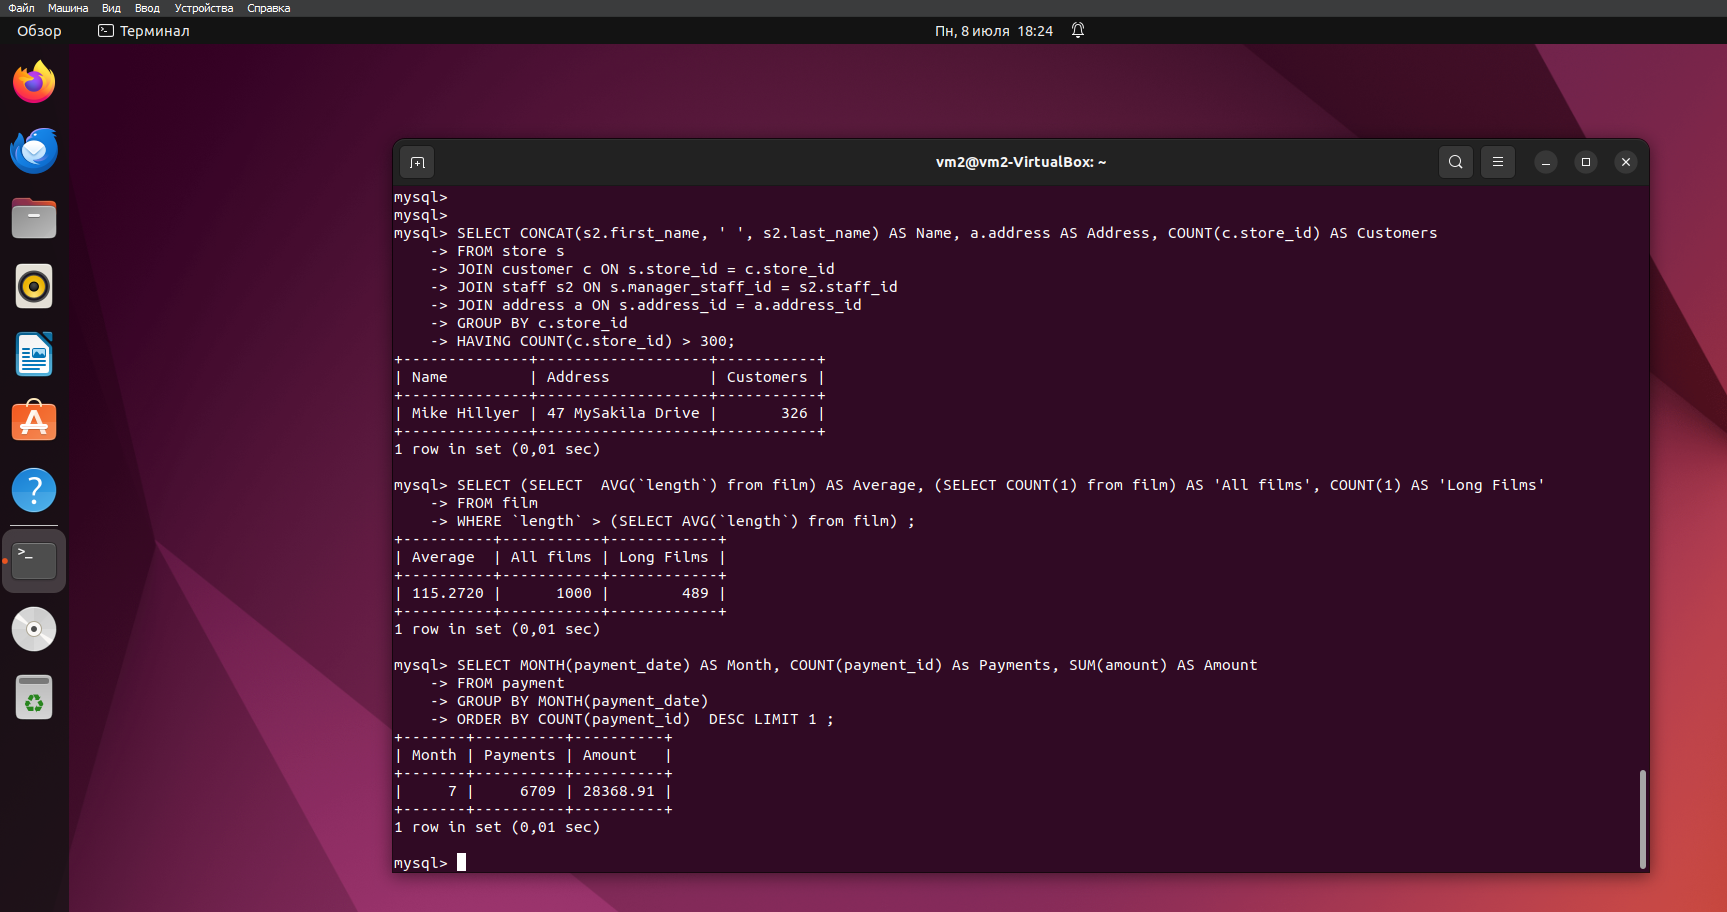 Файл Машина Вид Ввод Устройства Справка
Обзор Терминал Пн, 8 июля 18:24
vm2@vm2-VirtualBox: ~
mysql>
mysql>
mysql> SELECT CONCAT(s2.first_name, ' ', s2.last_name) AS Name, a.address AS Address, COUNT(c.store_id) AS Customers
    -> FROM store s
    -> JOIN customer c ON s.store_id = c.store_id
    -> JOIN staff s2 ON s.manager_staff_id = s2.staff_id
    -> JOIN address a ON s.address_id = a.address_id
    -> GROUP BY c.store_id
    -> HAVING COUNT(c.store_id) > 300;
+--------------+-------------------+-----------+
| Name         | Address           | Customers |
+--------------+-------------------+-----------+
| Mike Hillyer | 47 MySakila Drive |       326 |
+--------------+-------------------+-----------+
1 row in set (0,01 sec)
mysql> SELECT (SELECT  AVG(`length`) from film) AS Average, (SELECT COUNT(1) from film) AS 'All films', COUNT(1) AS 'Long Films'
    -> FROM film
    -> WHERE `length` > (SELECT AVG(`length`) from film) ;
+----------+-----------+------------+
| Average  | All films | Long Films |
+----------+-----------+------------+
| 115.2720 |      1000 |        489 |
+----------+-----------+------------+
1 row in set (0,01 sec)
mysql> SELECT MONTH(payment_date) AS Month, COUNT(payment_id) As Payments, SUM(amount) AS Amount
    -> FROM payment
    -> GROUP BY MONTH(payment_date)
    -> ORDER BY COUNT(payment_id)  DESC LIMIT 1 ;
+-------+----------+----------+
| Month | Payments | Amount   |
+-------+----------+----------+
|     7 |     6709 | 28368.91 |
+-------+----------+----------+
1 row in set (0,01 sec)
mysql>